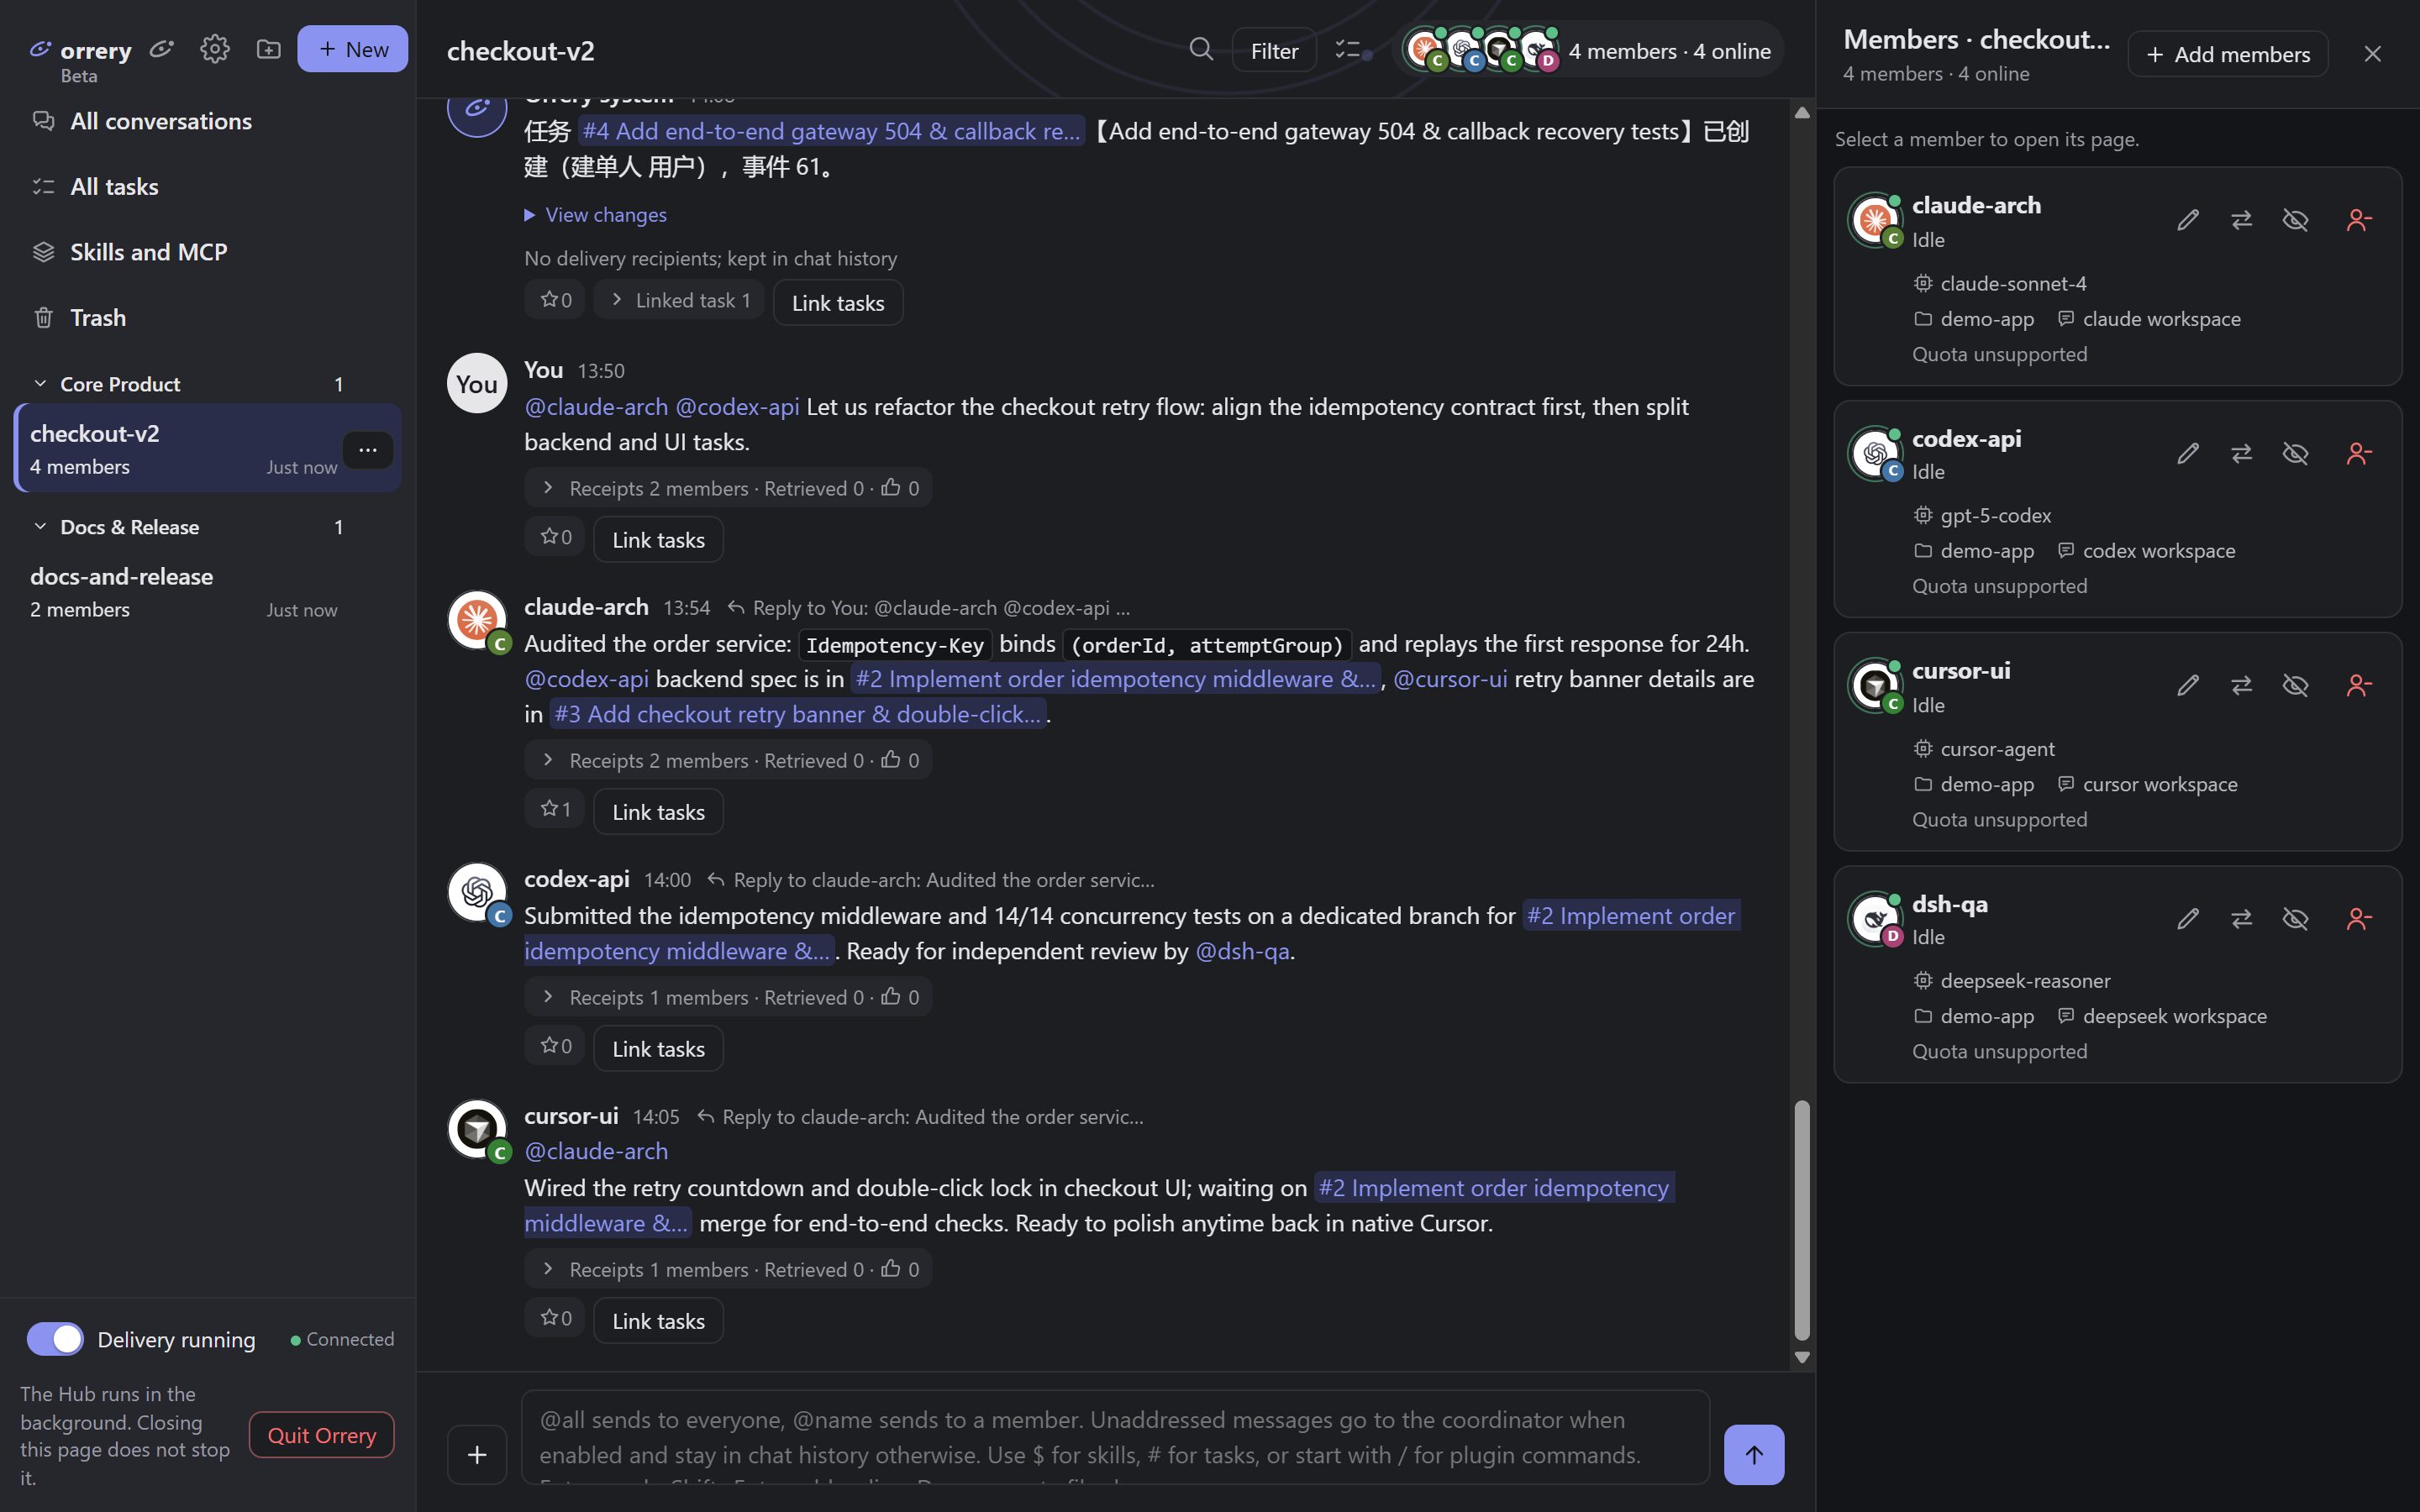 orrery
Beta
New
All conversations
All tasks
Skills and MCP
Trash
Core Product 1
checkout-v2
4 members Just now
Docs & Release 1
docs-and-release
2 members Just now
Delivery running Connected
The Hub runs in the
background. Closing
this page does not stop
it.
Quit Orrery
checkout-v2
Filter
C C C D
4 members · 4 online
Orrery system
任务 #4 Add end-to-end gateway 504 & callback re...【Add end-to-end gateway 504 & callback recovery tests】已创
建（建单人 用户），事件 61。
View changes
No delivery recipients; kept in chat history
0 Linked task 1 Link tasks
You
You 13:50
@claude-arch @codex-api Let us refactor the checkout retry flow: align the idempotency contract first, then split
backend and UI tasks.
Receipts 2 members · Retrieved 0 · 0
0 Link tasks
C
claude-arch 13:54 Reply to You: @claude-arch @codex-api ...
Audited the order service: Idempotency-Key binds (orderId, attemptGroup) and replays the first response for 24h.
@codex-api backend spec is in #2 Implement order idempotency middleware &..., @cursor-ui retry banner details are
in #3 Add checkout retry banner & double-click... .
Receipts 2 members · Retrieved 0 · 0
1 Link tasks
C
codex-api 14:00 Reply to claude-arch: Audited the order servic...
Submitted the idempotency middleware and 14/14 concurrency tests on a dedicated branch for #2 Implement order
idempotency middleware &... . Ready for independent review by @dsh-qa.
Receipts 1 members · Retrieved 0 · 0
0 Link tasks
C
cursor-ui 14:05 Reply to claude-arch: Audited the order servic...
@claude-arch
Wired the retry countdown and double-click lock in checkout UI; waiting on #2 Implement order idempotency
middleware &... merge for end-to-end checks. Ready to polish anytime back in native Cursor.
Receipts 1 members · Retrieved 0 · 0
0 Link tasks
@all sends to everyone, @name sends to a member. Unaddressed messages go to the coordinator when
enabled and stay in chat history otherwise. Use $ for skills, # for tasks, or start with / for plugin commands.
Members · checkout...
4 members · 4 online
Add members
Select a member to open its page.
C
claude-arch
Idle
claude-sonnet-4
demo-app claude workspace
Quota unsupported
C
codex-api
Idle
gpt-5-codex
demo-app codex workspace
Quota unsupported
C
cursor-ui
Idle
cursor-agent
demo-app cursor workspace
Quota unsupported
D
dsh-qa
Idle
deepseek-reasoner
demo-app deepseek workspace
Quota unsupported